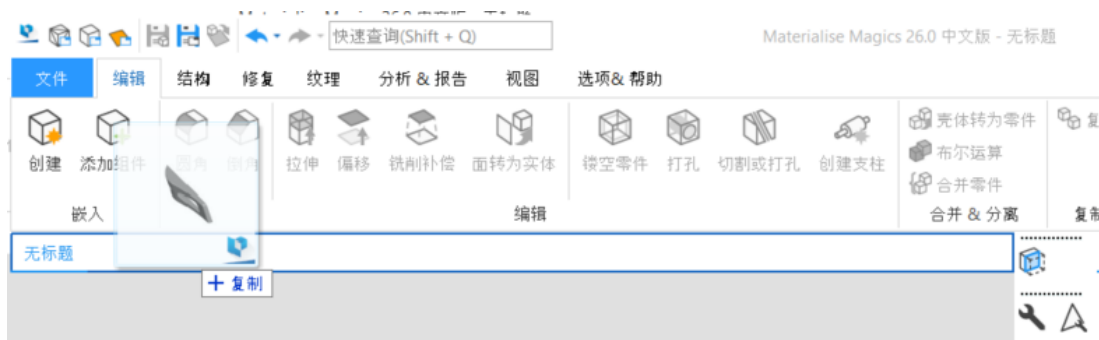 快速查询(Shift + Q)
Materialise Magics 26.0 中文版 - 无标题
文件 编辑 结构 修复 纹理 分析 & 报告 视图 选项& 帮助
创建 添加组件 圆角 倒角 拉伸 偏移 铣削补偿 面转为实体 镂空零件 打孔 切割或打孔 创建支柱
壳体转为零件
布尔运算
合并零件
嵌入 编辑 合并 & 分离 复制
无标题
+ 复制